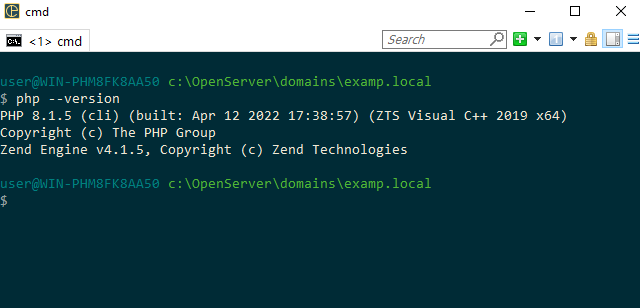 cmd
<1> cmd
Search
user@WIN-PHM8FK8AA50 c:\OpenServer\domains\examp.local
$ php --version
PHP 8.1.5 (cli) (built: Apr 12 2022 17:38:57) (ZTS Visual C++ 2019 x64)
Copyright (c) The PHP Group
Zend Engine v4.1.5, Copyright (c) Zend Technologies
user@WIN-PHM8FK8AA50 c:\OpenServer\domains\examp.local
$